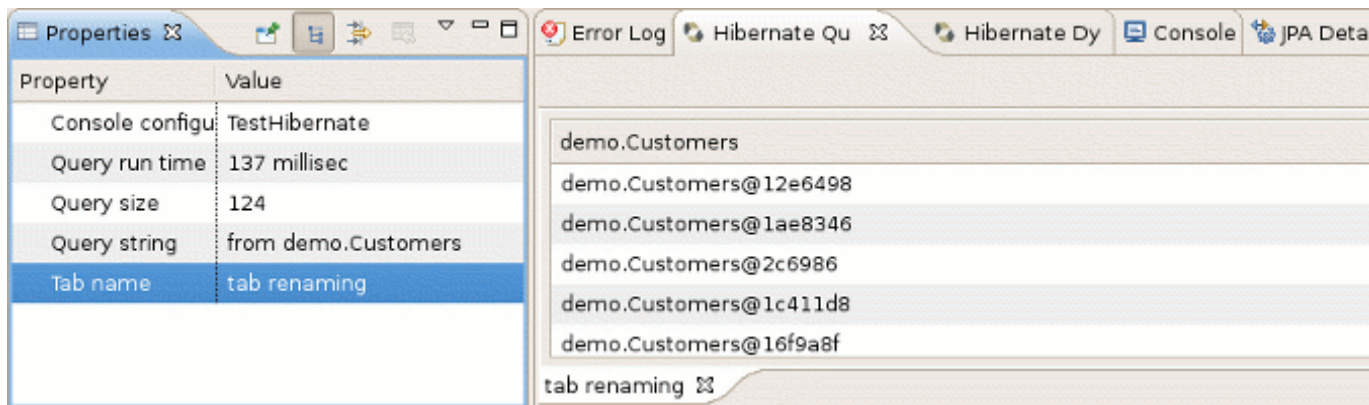 Properties
Property Value
Console configu TestHibernate
Query run time 137 millisec
Query size 124
Query string from demo.Customers
Tab name tab renaming
Error Log Hibernate Qu Hibernate Dy Console JPA Deta
demo.Customers
demo.Customers@12e6498
demo.Customers@1ae8346
demo.Customers@2c6986
demo.Customers@1c411d8
demo.Customers@16f9a8f
tab renaming